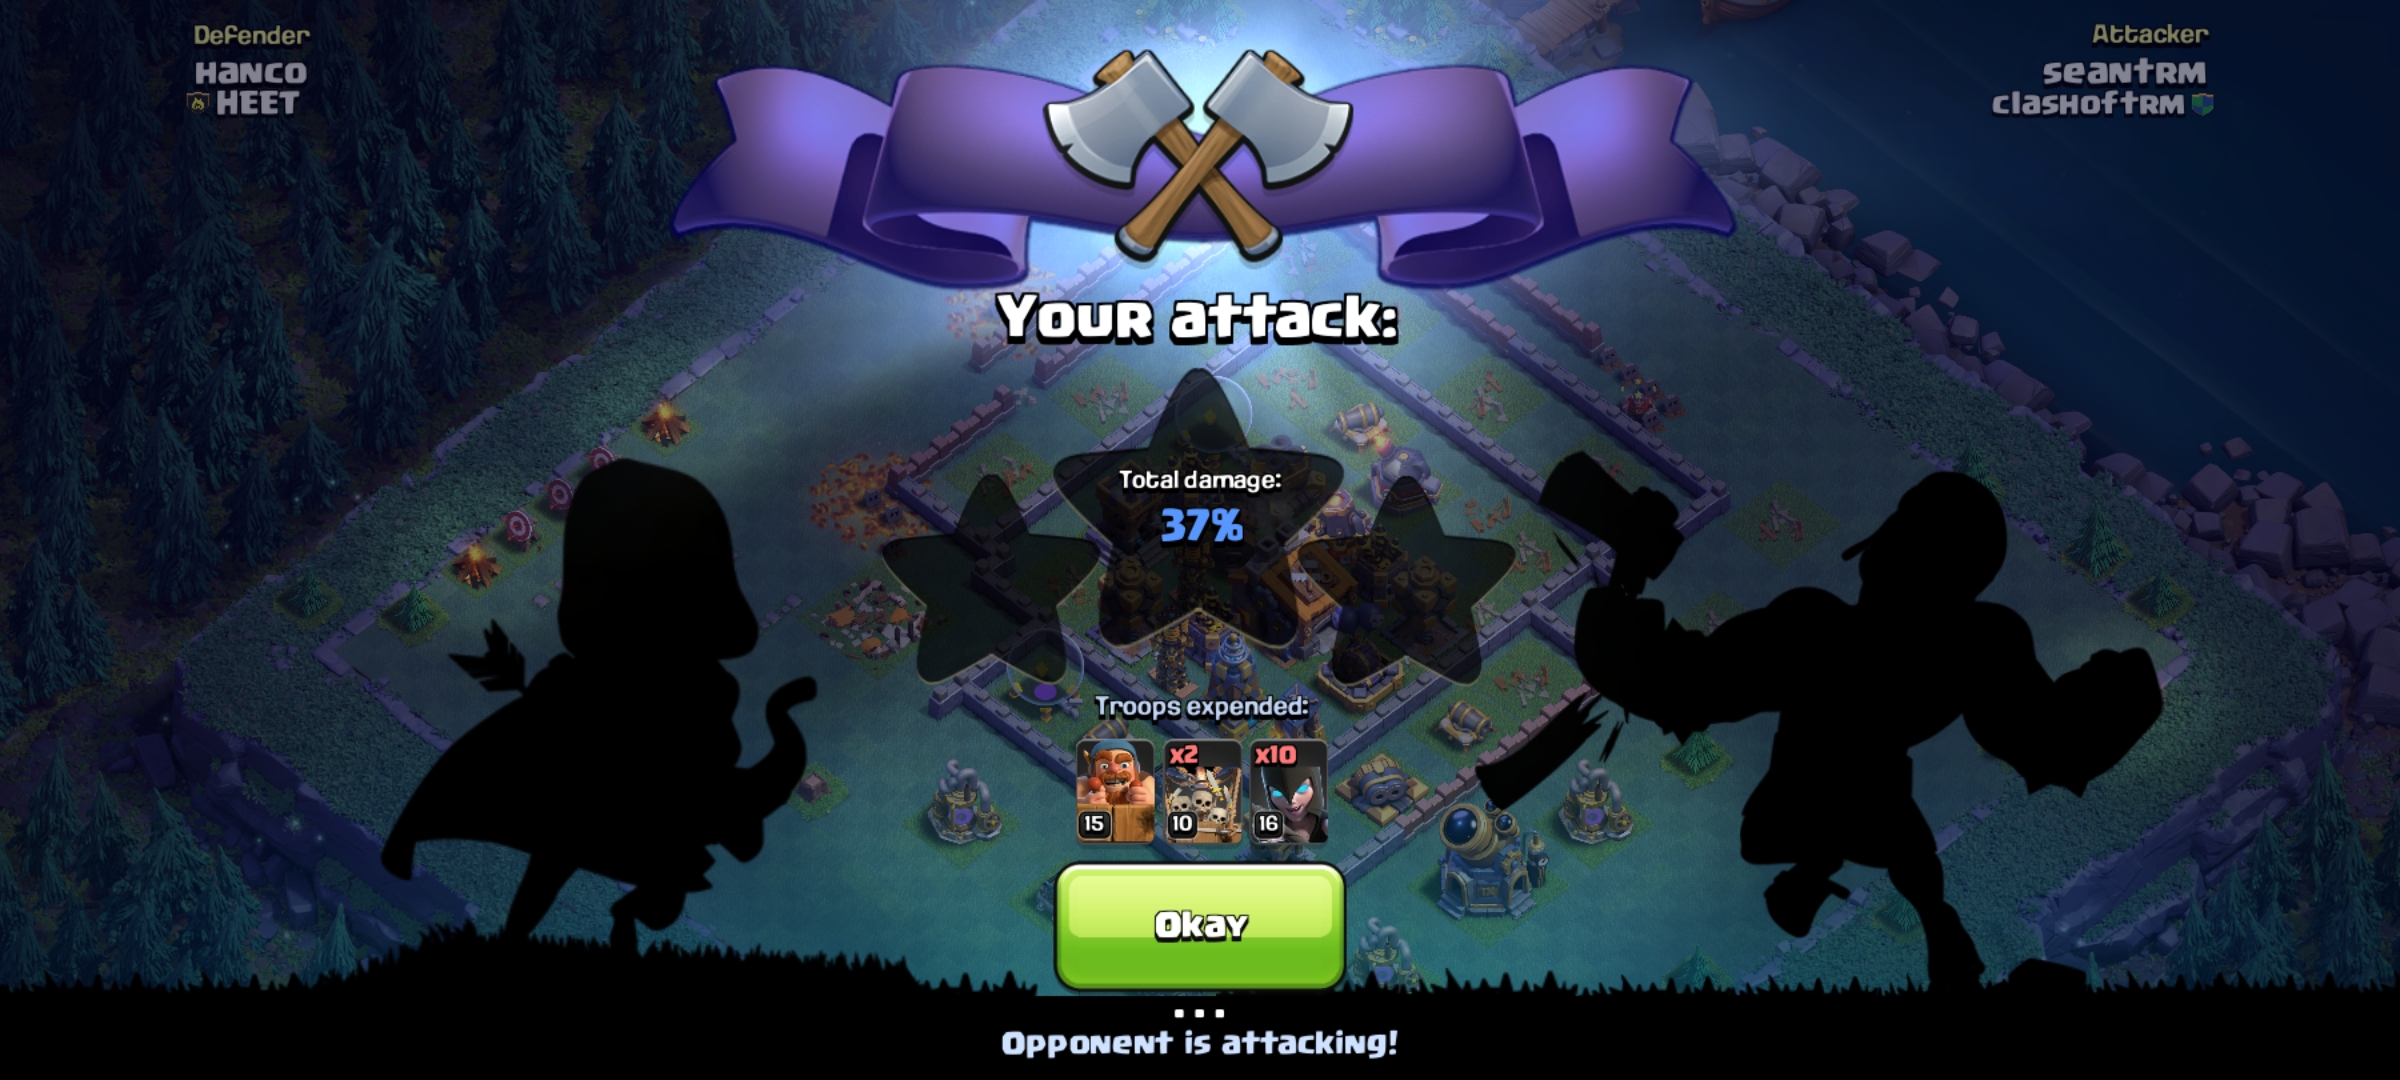 Defender
Hanco
HEET
Attacker
seantRM
clashoftRM
Your attack:
Total damage:
37%
Troops expended:
x2
x10
15
10
16
Okay
...
Opponent is attacking!